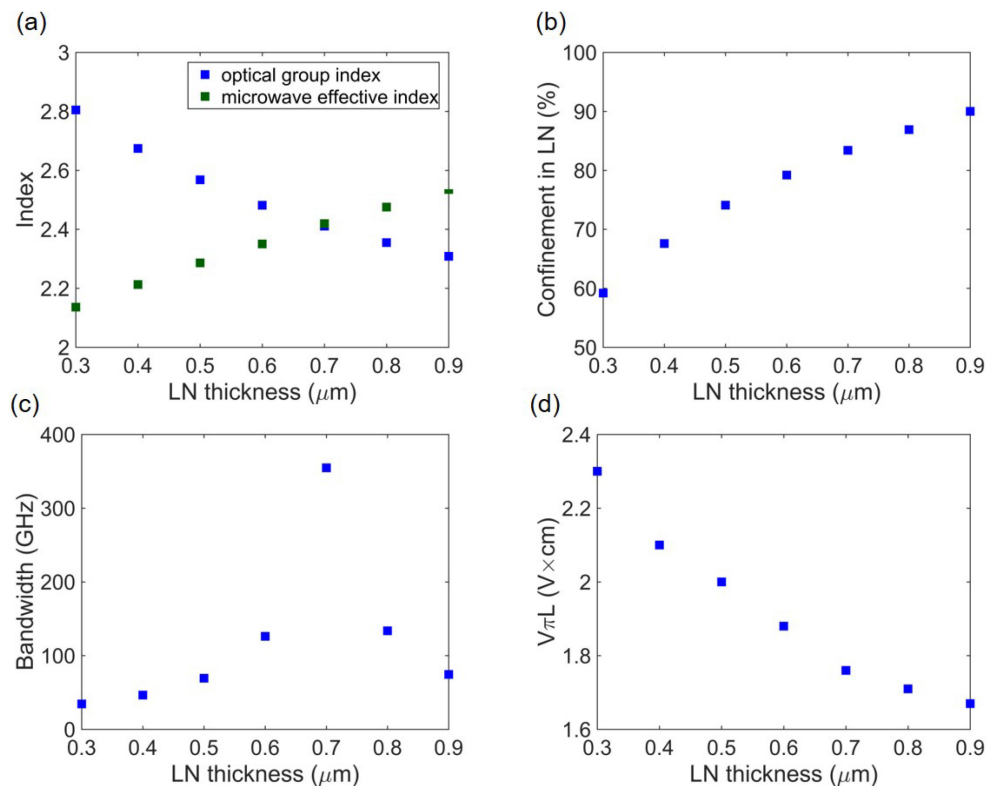 (a)
3
2.8
2.6
2.4
2.2
2
Index
optical group index
microwave effective index
0.3 0.4 0.5 0.6 0.7 0.8 0.9
LN thickness (μm)
(b)
100
90
80
70
60
50
Confinement in LN (%)
0.3 0.4 0.5 0.6 0.7 0.8 0.9
LN thickness (μm)
(c)
400
300
200
100
0
Bandwidth (GHz)
0.3 0.4 0.5 0.6 0.7 0.8 0.9
LN thickness (μm)
(d)
2.4
2.2
2
1.8
1.6
VπL (V×cm)
0.3 0.4 0.5 0.6 0.7 0.8 0.9
LN thickness (μm)